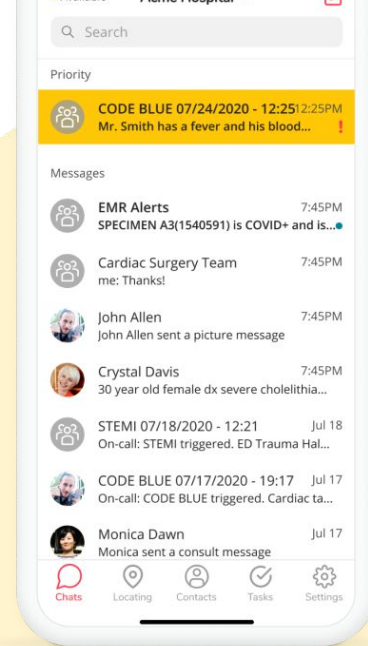 Search
Priority
CODE BLUE 07/24/2020 - 12:25 12:25PM
Mr. Smith has a fever and his blood... !
Messages
EMR Alerts 7:45PM
SPECIMEN A3(1540591) is COVID+ and is...
Cardiac Surgery Team 7:45PM
me: Thanks!
John Allen 7:45PM
John Allen sent a picture message
Crystal Davis 7:45PM
30 year old female dx severe cholelithia...
STEMI 07/18/2020 - 12:21 Jul 18
On-call: STEMI triggered. ED Trauma Hal...
CODE BLUE 07/17/2020 - 19:17 Jul 17
On-call: CODE BLUE triggered. Cardiac ta...
Monica Dawn Jul 17
Monica sent a consult message
Chats Locating Contacts Tasks Settings